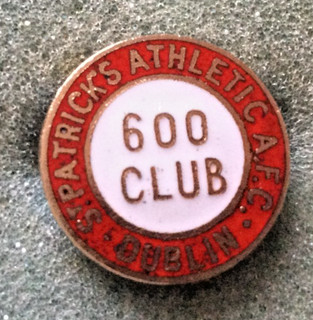 ST PATRICKS ATHLETIC A.F.C.
· DUBLIN ·
600
CLUB